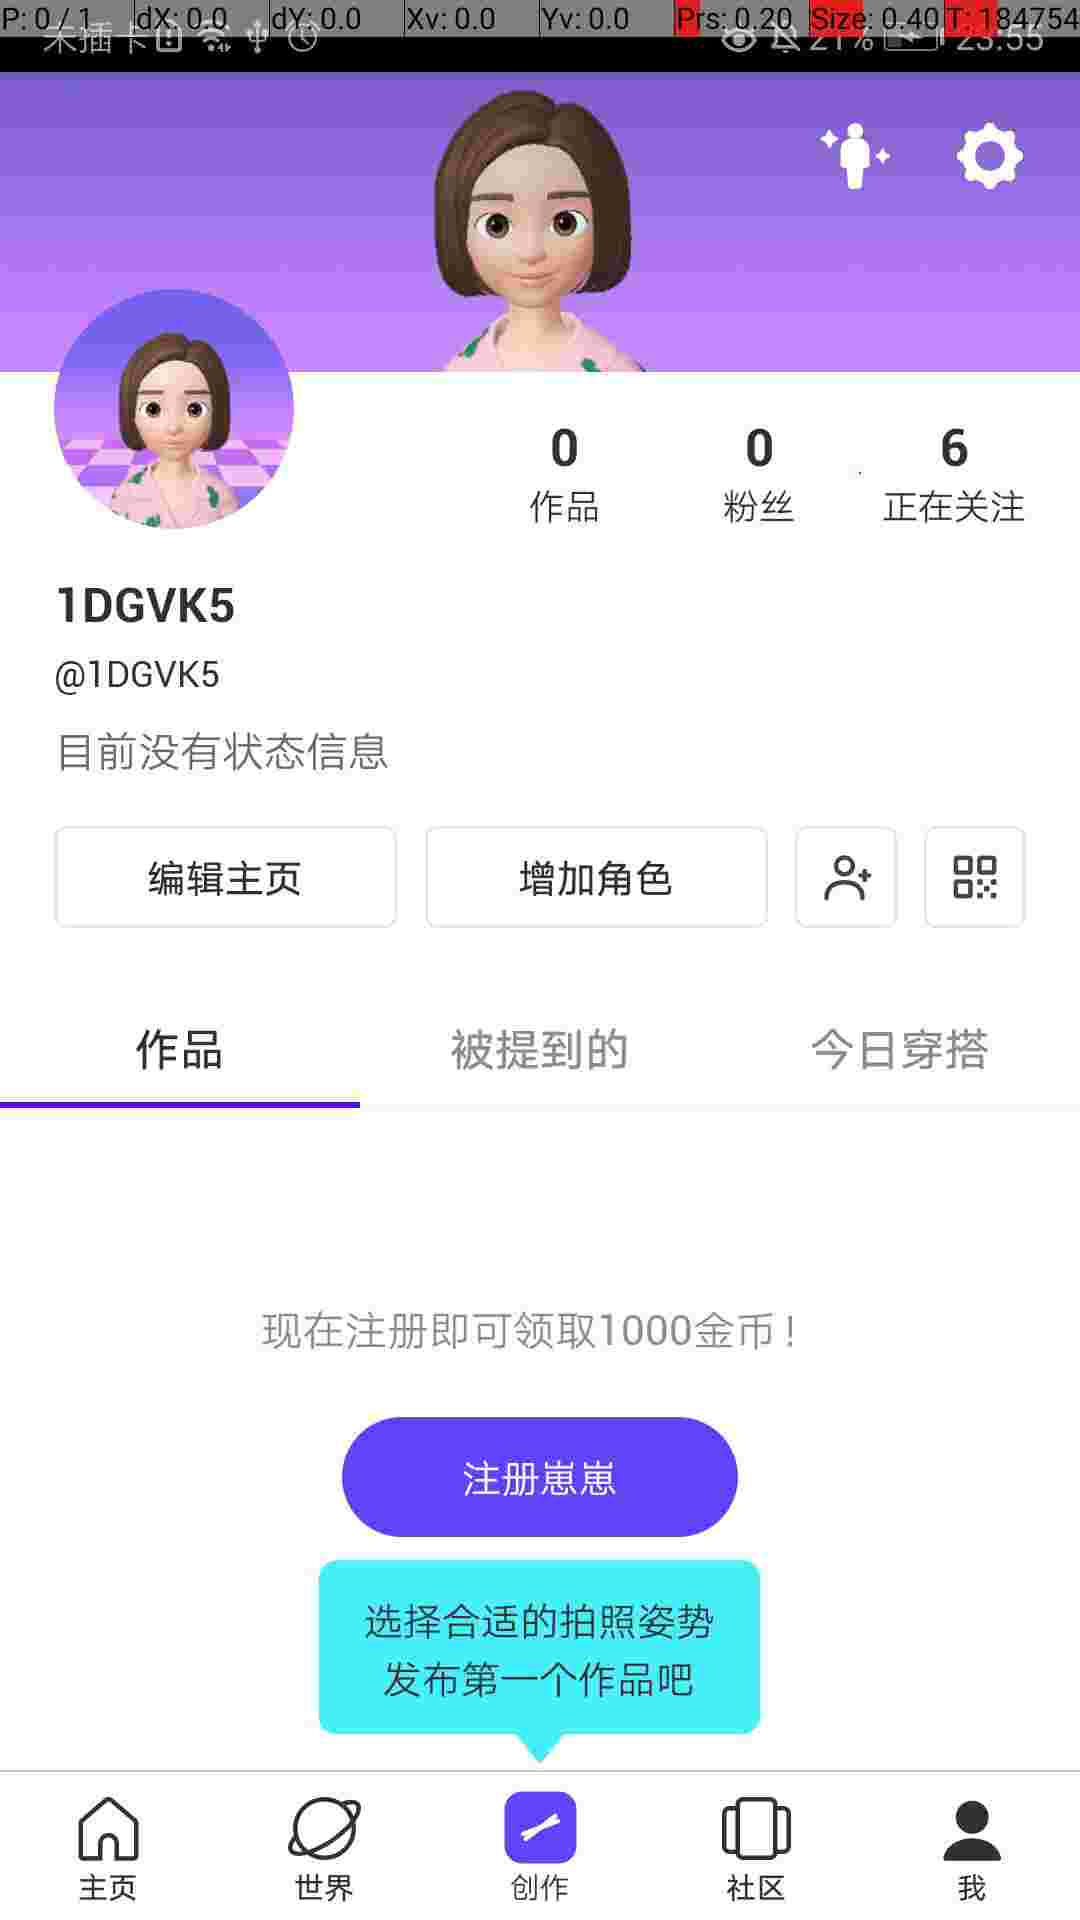 P: 0 / 1 dX: 0.0 dY: 0.0 Xv: 0.0 Yv: 0.0 Prs: 0.20 Size: 0.40 T: 184754
未插卡 21% 23:55
0 0 6
作品 粉丝 正在关注
1DGVK5
@1DGVK5
目前没有状态信息
编辑主页 增加角色
作品 被提到的 今日穿搭
现在注册即可领取1000金币!
注册崽崽
选择合适的拍照姿势
发布第一个作品吧
主页 世界 创作 社区 我